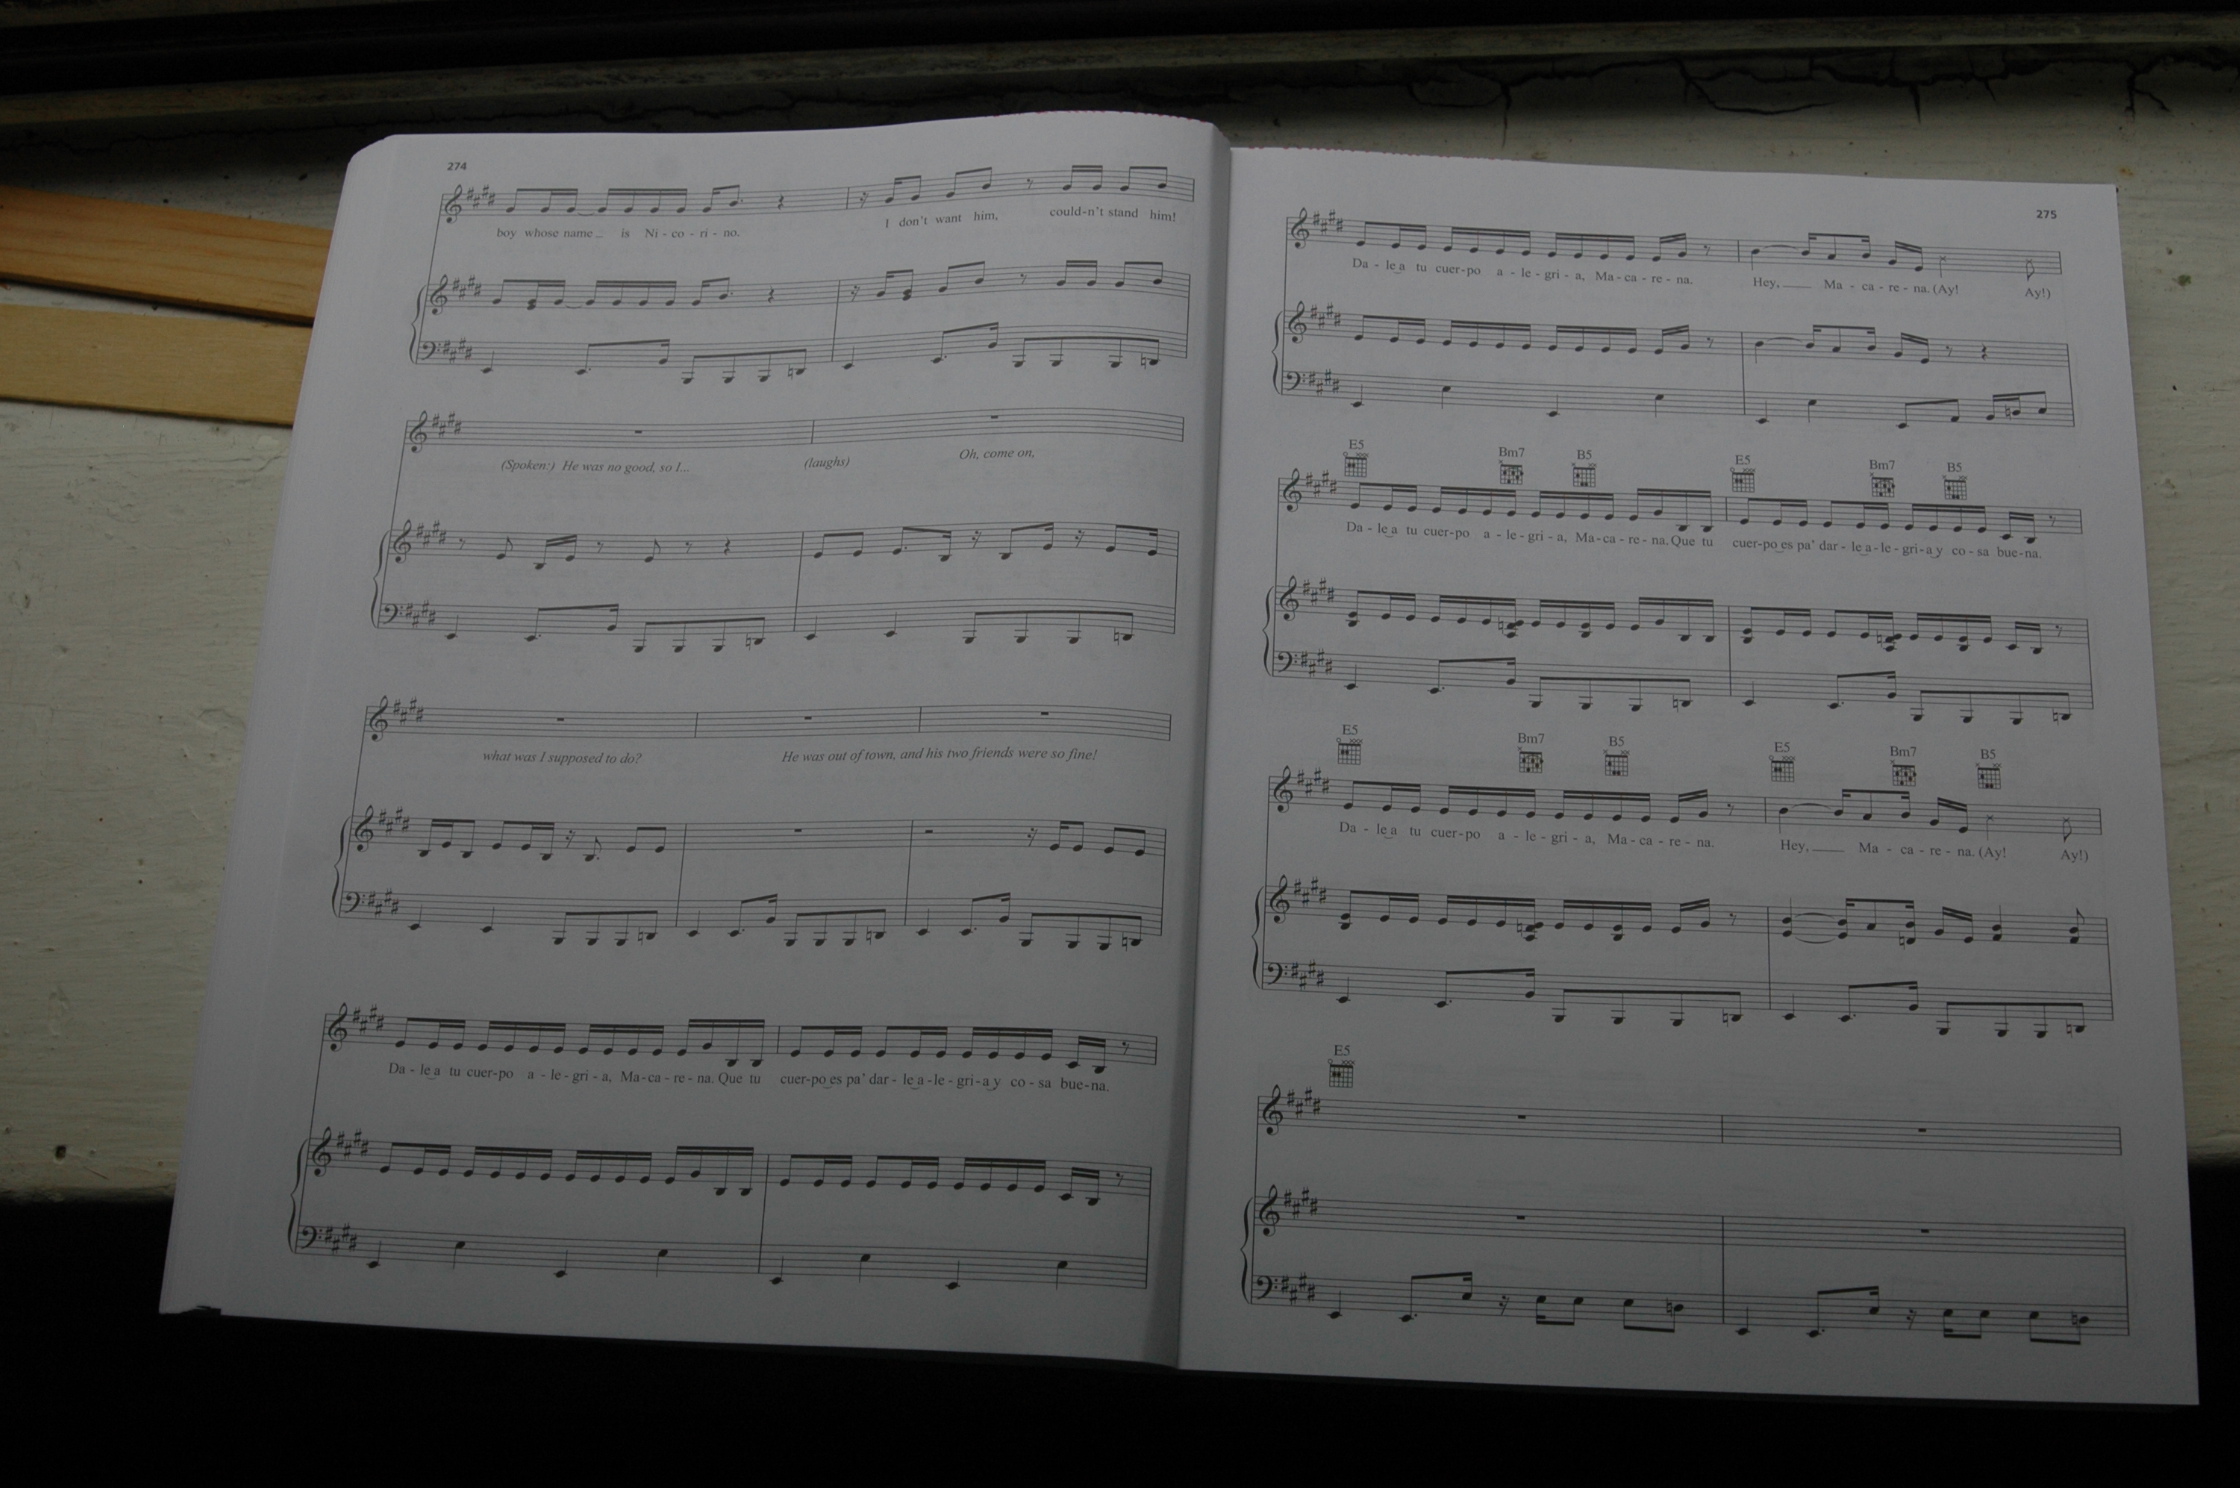 274
boy whose name_ is Ni - co - ri - no. I don't want him, could-n't stand him!
(Spoken:) He was no good, so I... (laughs) Oh, come on,
what was I supposed to do? He was out of town, and his two friends were so fine!
Da - le a tu cuer-po a - le - gri - a, Ma-ca - re - na. Que tu cuer-po es pa' dar - le a - le - gri - a y co - sa bue-na.
275
Da - le a tu cuer-po a - le - gri - a, Ma - ca - re - na. Hey,___ Ma - ca - re - na. (Ay! Ay!)
E5 Bm7 B5 E5 Bm7 B5
Da - le a tu cuer-po a - le - gri - a, Ma-ca - re - na. Que tu cuer-po es pa' dar - le a - le - gri - a y co - sa bue-na.
E5 Bm7 B5 E5 Bm7 B5
Da - le a tu cuer-po a - le - gri - a, Ma - ca - re - na. Hey,___ Ma - ca - re - na. (Ay! Ay!)
E5